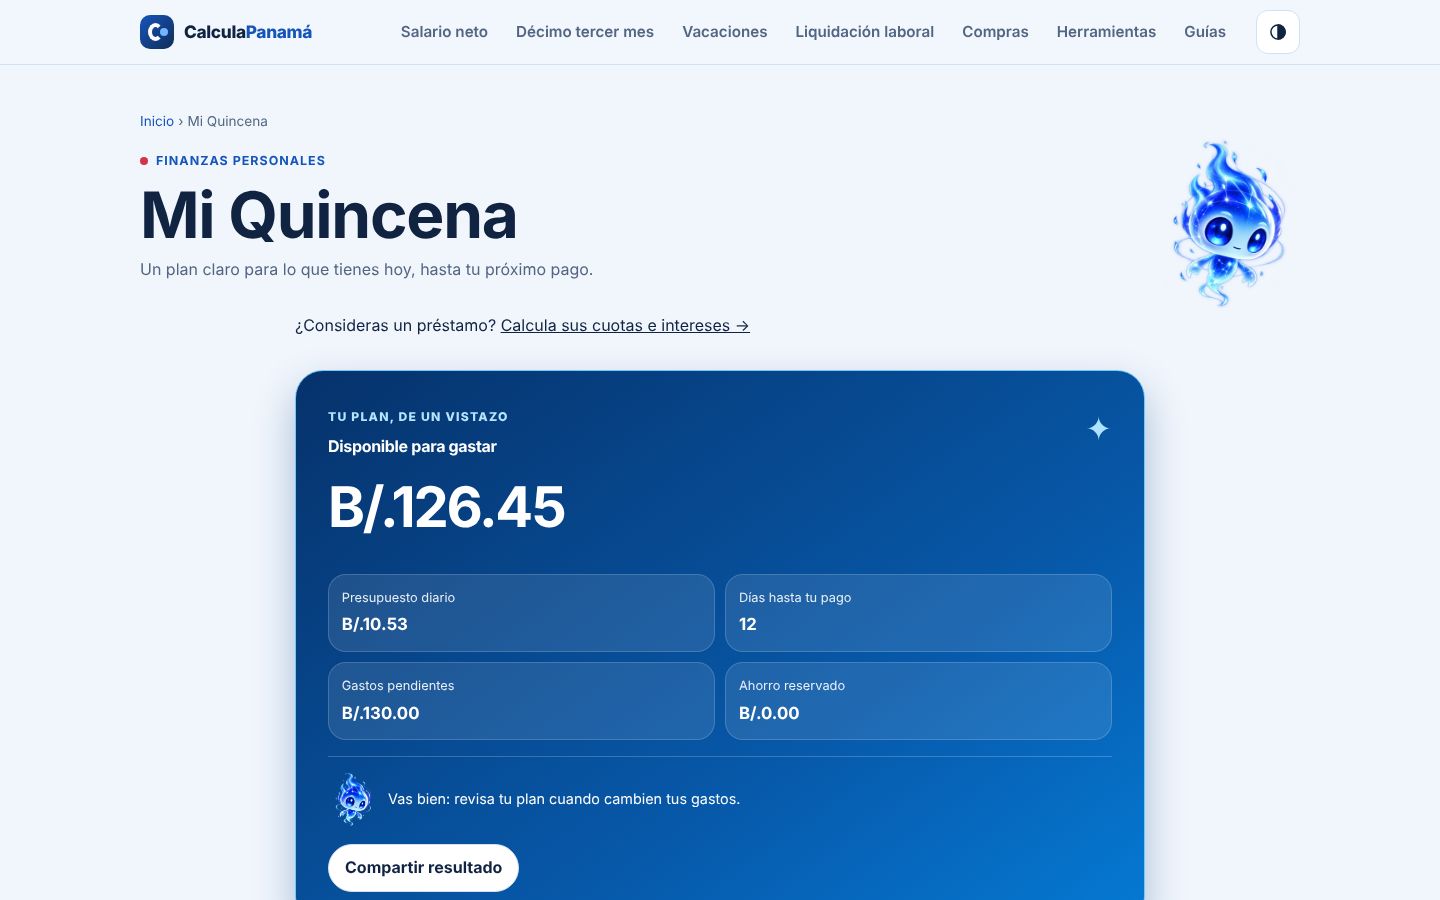 CalculaPanamá
Salario neto Décimo tercer mes Vacaciones Liquidación laboral Compras Herramientas Guías
Inicio › Mi Quincena
FINANZAS PERSONALES
Mi Quincena
Un plan claro para lo que tienes hoy, hasta tu próximo pago.
¿Consideras un préstamo? Calcula sus cuotas e intereses →
TU PLAN, DE UN VISTAZO
Disponible para gastar
B/.126.45
Presupuesto diario
B/.10.53
Días hasta tu pago
12
Gastos pendientes
B/.130.00
Ahorro reservado
B/.0.00
Vas bien: revisa tu plan cuando cambien tus gastos.
Compartir resultado